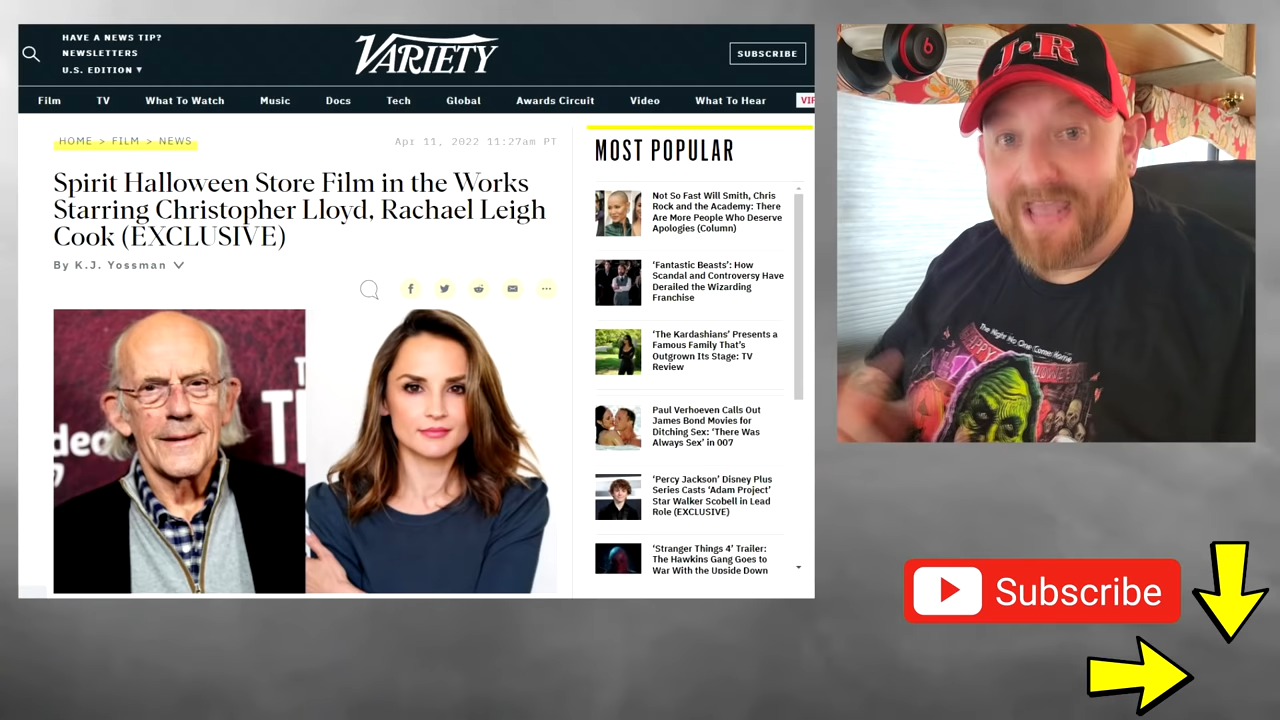 HAVE A NEWS TIP?
NEWSLETTERS
U.S. EDITION
VARIETY
SUBSCRIBE
Film TV What To Watch Music Docs Tech Global Awards Circuit Video What To Hear VIP
HOME > FILM > NEWS
Apr 11, 2022 11:27am PT
Spirit Halloween Store Film in the Works
Starring Christopher Lloyd, Rachael Leigh
Cook (EXCLUSIVE)
By K.J. Yossman
MOST POPULAR
Not So Fast Will Smith, Chris
Rock and the Academy: There
Are More People Who Deserve
Apologies (Column)
‘Fantastic Beasts’: How
Scandal and Controversy Have
Derailed the Wizarding
Franchise
‘The Kardashians’ Presents a
Famous Family That’s
Outgrown Its Stage: TV
Review
Paul Verhoeven Calls Out
James Bond Movies for
Ditching Sex: ‘There Was
Always Sex’ in 007
‘Percy Jackson’ Disney Plus
Series Casts ‘Adam Project’
Star Walker Scobell in Lead
Role (EXCLUSIVE)
‘Stranger Things 4’ Trailer:
The Hawkins Gang Goes to
War With the Upside Down
J R
The Night No One Came Home
Subscribe